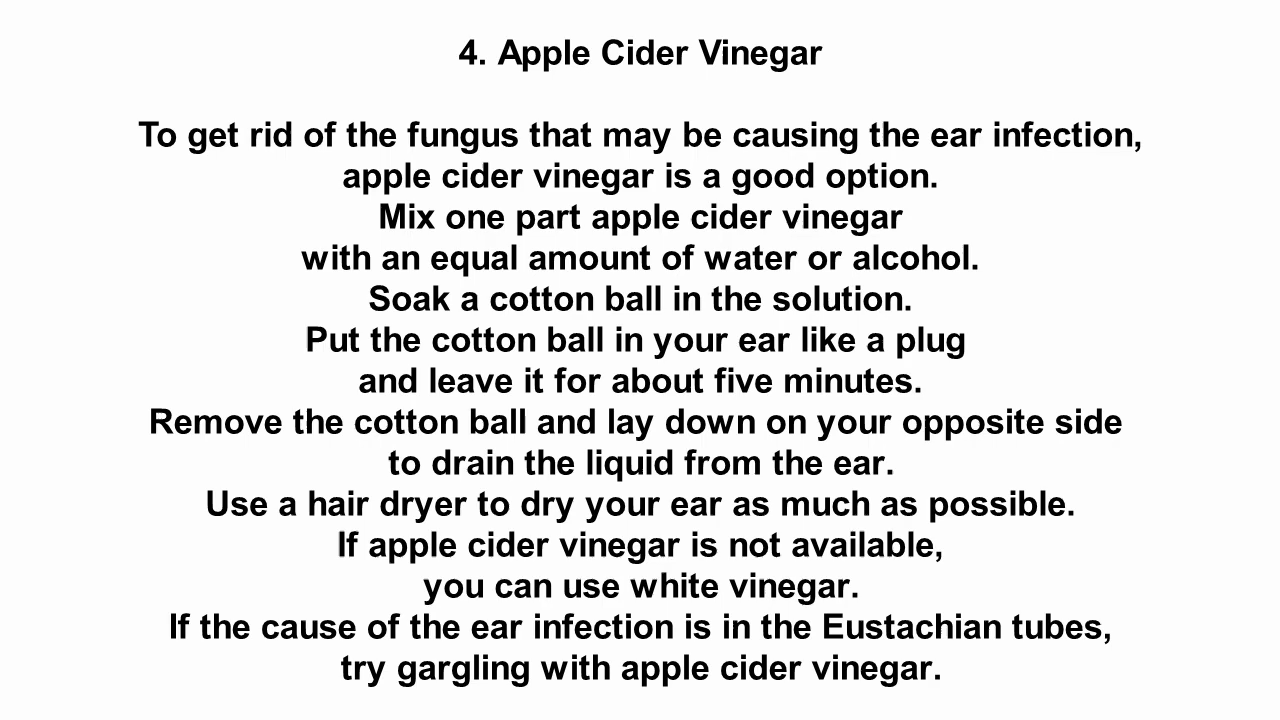 4. Apple Cider Vinegar
To get rid of the fungus that may be causing the ear infection,
apple cider vinegar is a good option.
Mix one part apple cider vinegar
with an equal amount of water or alcohol.
Soak a cotton ball in the solution.
Put the cotton ball in your ear like a plug
and leave it for about five minutes.
Remove the cotton ball and lay down on your opposite side
to drain the liquid from the ear.
Use a hair dryer to dry your ear as much as possible.
If apple cider vinegar is not available,
you can use white vinegar.
If the cause of the ear infection is in the Eustachian tubes,
try gargling with apple cider vinegar.